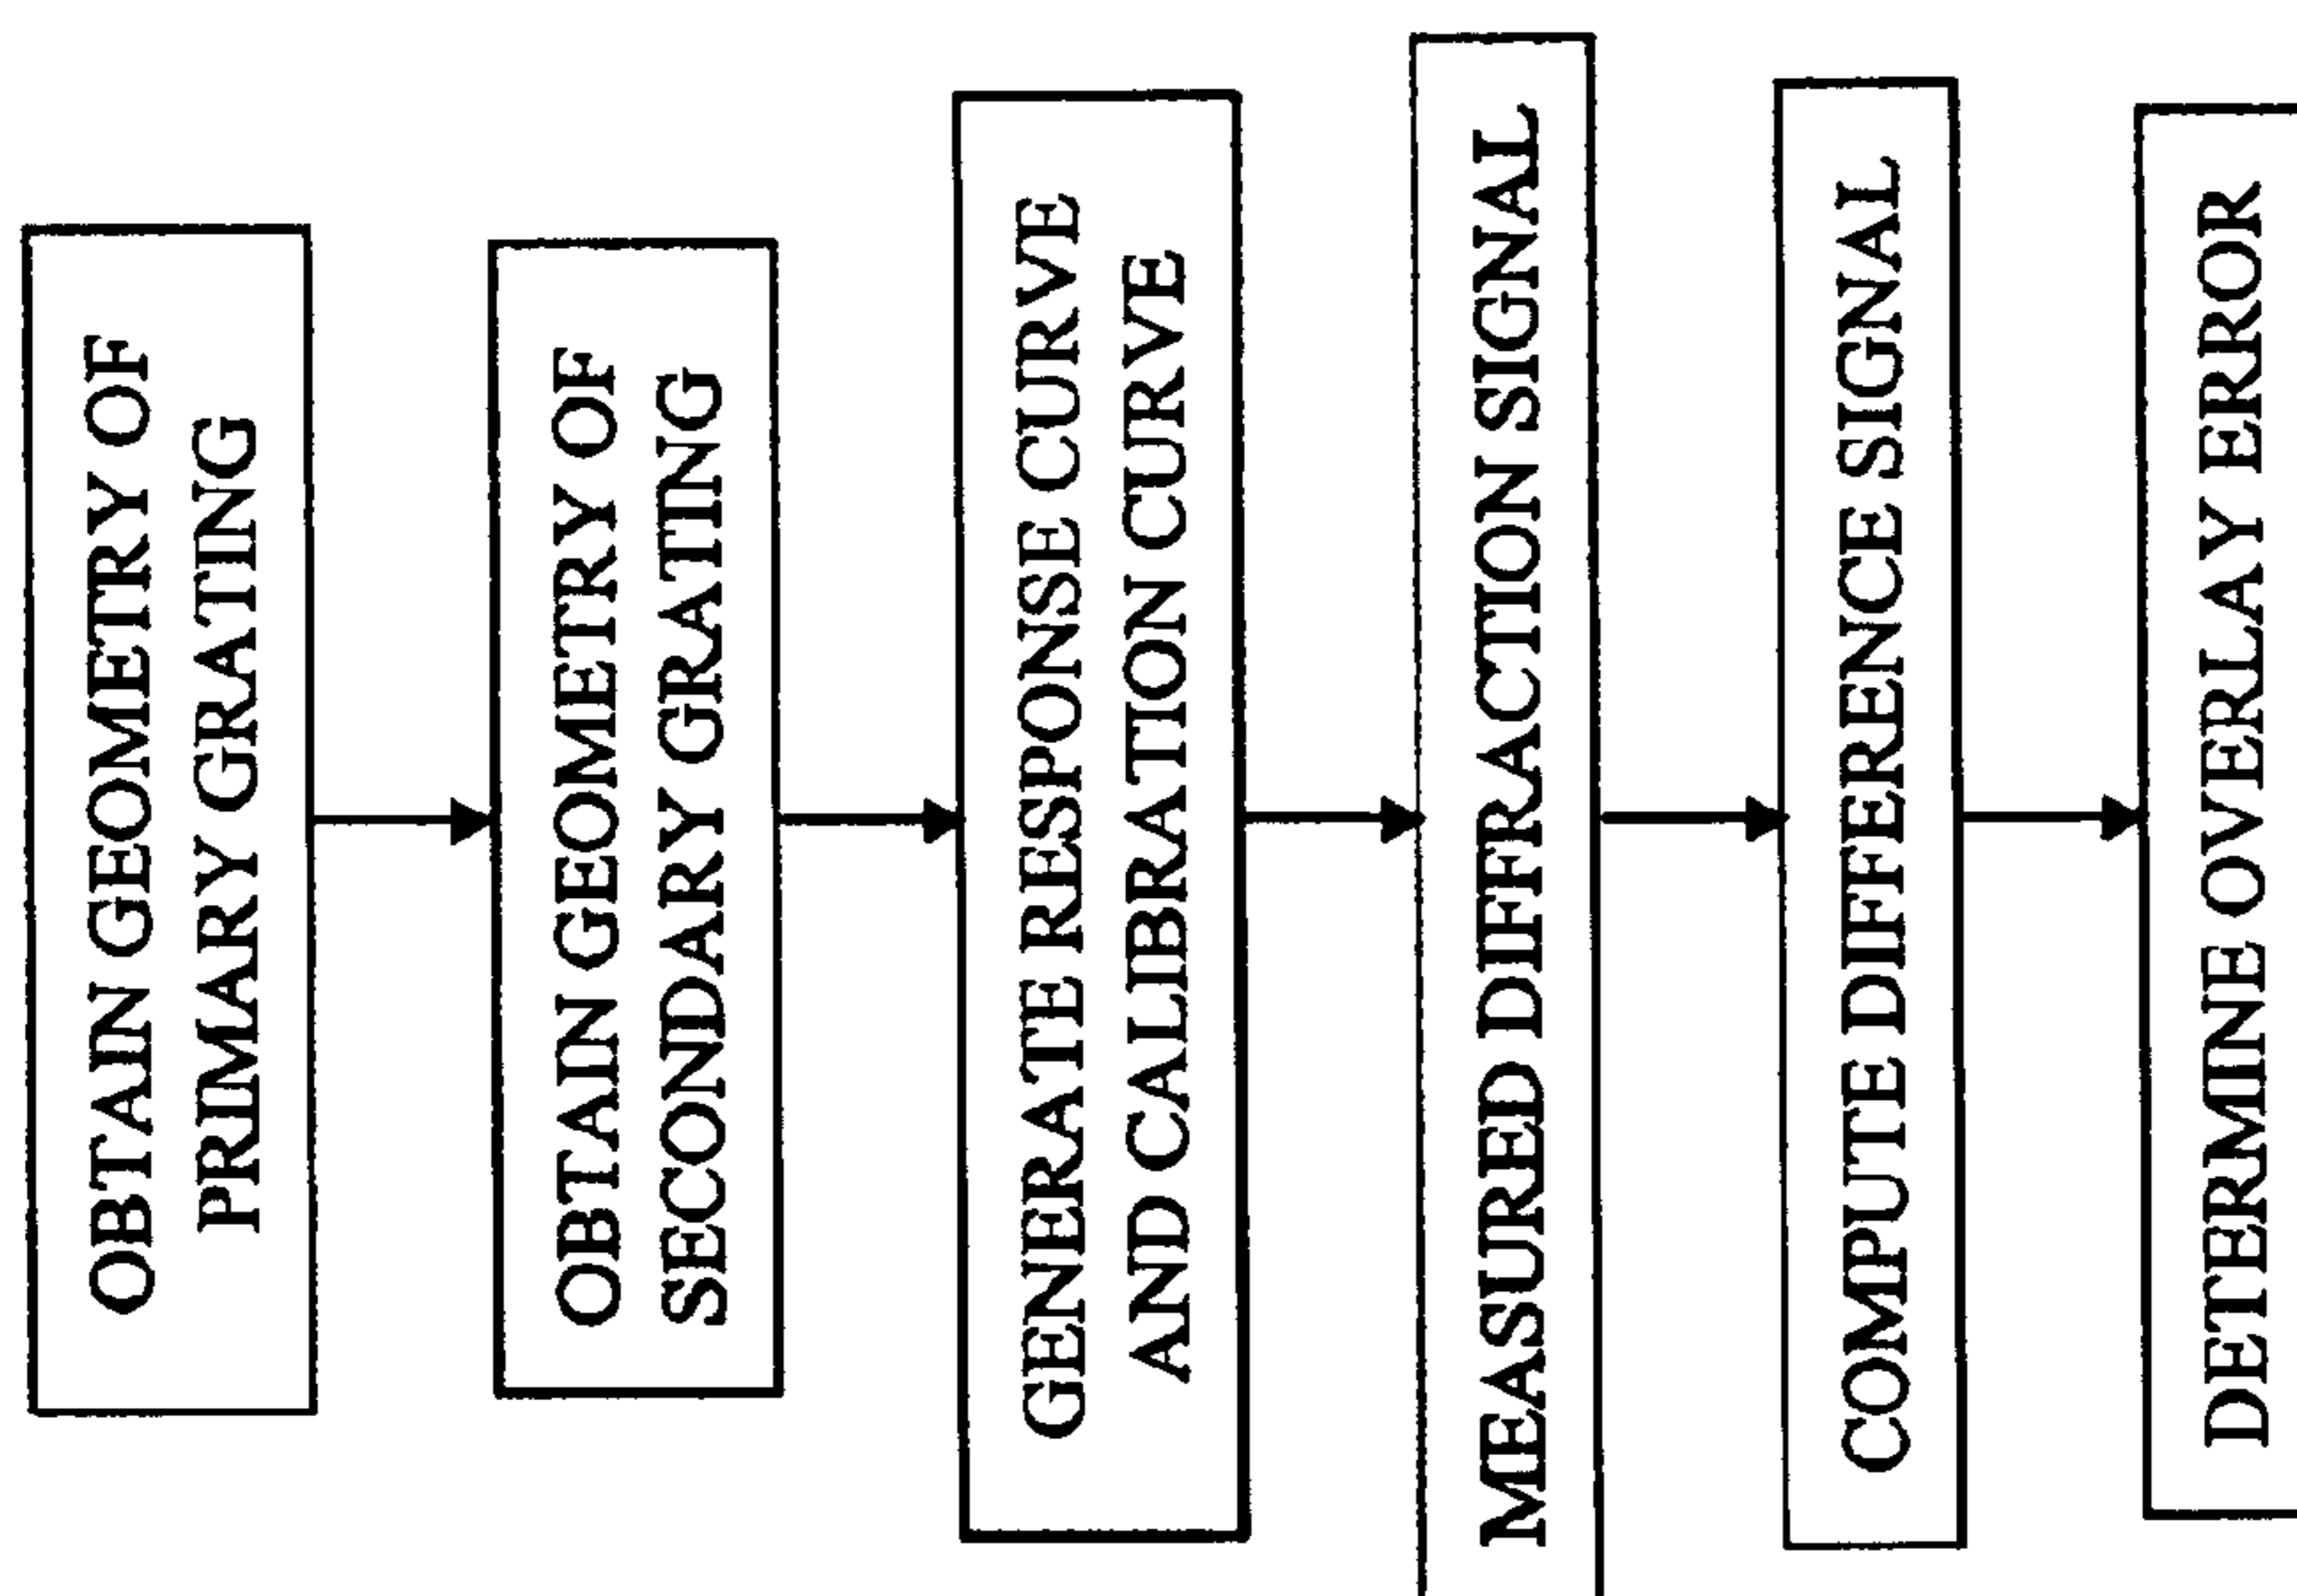 OBTAIN GEOMETRY OF
PRIMARY GRATING
OBTAIN GEOMETRY OF
SECONDARY GRATING
GENERATE RESPONSE CURVE
AND CALIBRATION CURVE
MEASURED DIFFRACTION SIGNAL
COMPUTE DIFFERENCE SIGNAL
DETERMINE OVERLAY ERROR